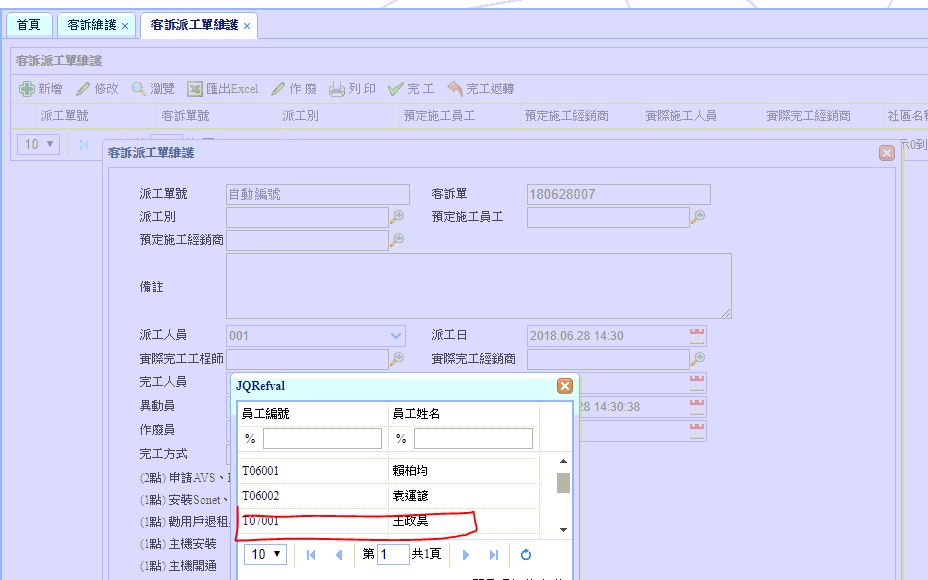 首頁 客訴維護 × 客訴派工單維護 ×
客訴派工單維護
新增 修改 瀏覽 匯出Excel 作廢 列印 完工 完工返轉
派工單號 客訴單號 派工別 預定施工員工 預定施工經銷商 實際施工人員 實際完工經銷商 社區名稱
10
示0到
客訴派工單維護
派工單號 自動編號 客訴單 180628007
派工別 預定施工員工
預定施工經銷商
備註
派工人員 001 派工日 2018.06.28 14:30
實際完工工程師 實際完工經銷商
完工人員
異動員 28 14:30:38
作廢員
完工方式
(2點) 申請AVS、
(1點) 安裝Sonet、
(1點) 勸用戶退租
(1點) 主機安裝
(1點) 主機開通
JQRefval
員工編號 員工姓名
% %
T06001 賴柏均
T06002 袁運諺
T07001 王政昊
10 第 1 共1頁